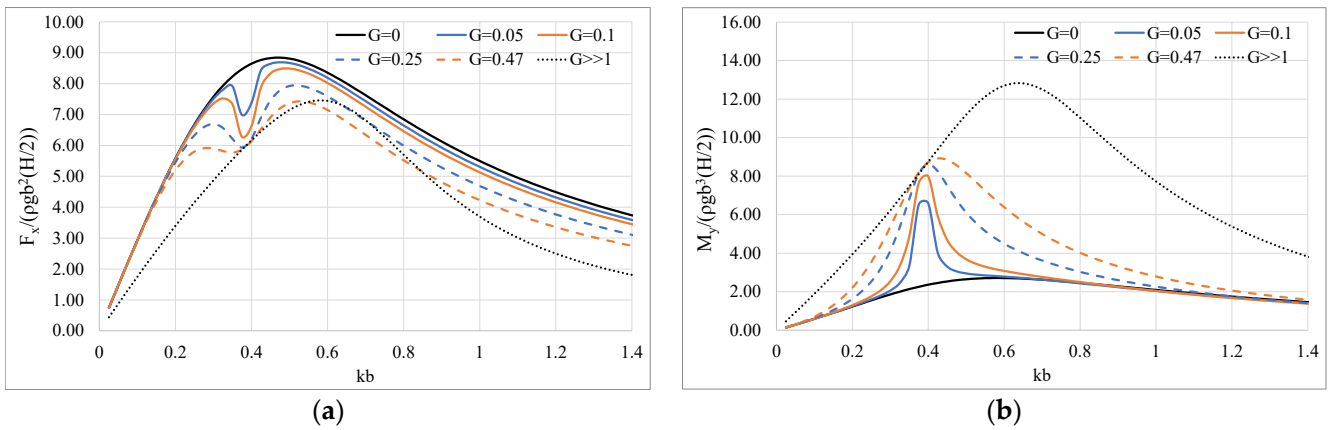 10.00
9.00
8.00
7.00
6.00
5.00
4.00
3.00
2.00
1.00
0.00
Fx/(ρgb²(H/2))
G=0 G=0.05 G=0.1
G=0.25 G=0.47 G>>1
0 0.2 0.4 0.6 0.8 1 1.2 1.4
kb
(a)
16.00
14.00
12.00
10.00
8.00
6.00
4.00
2.00
0.00
My/(ρgb³(H/2))
G=0 G=0.05 G=0.1
G=0.25 G=0.47 G>>1
0 0.2 0.4 0.6 0.8 1 1.2 1.4
kb
(b)